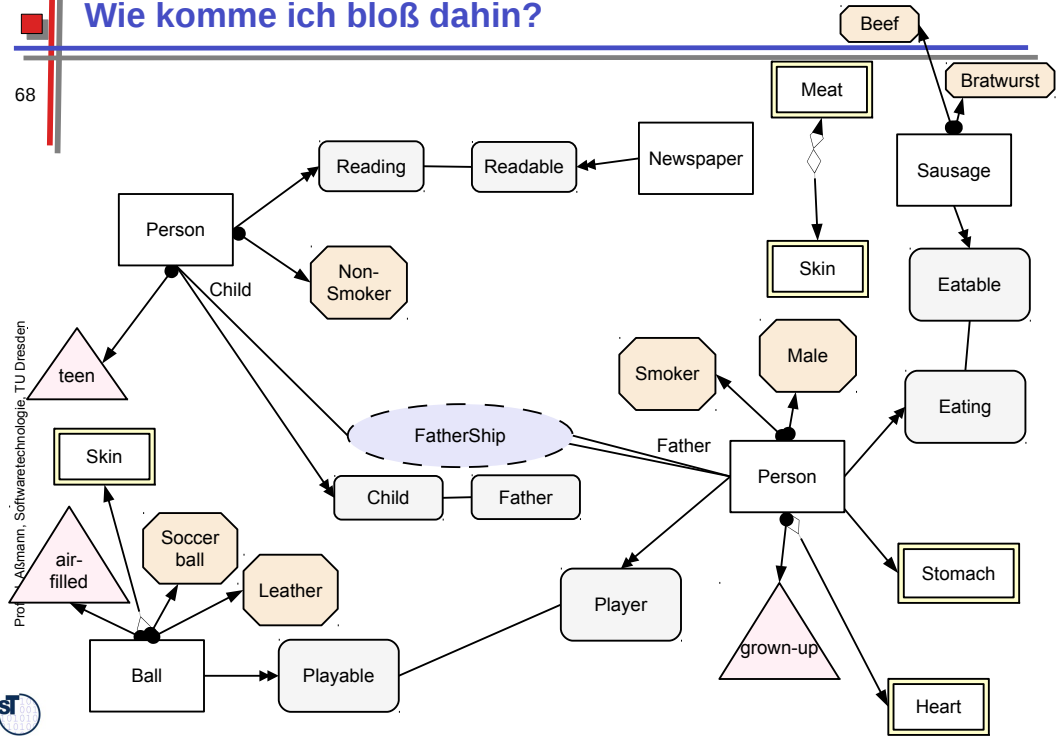 Wie komme ich bloß dahin?
68
Beef
Bratwurst
Meat
Sausage
Reading
Readable
Newspaper
Person
Non-
Smoker
Child
Skin
Eatable
teen
Smoker
Male
Eating
FatherShip
Father
Person
Skin
Child
Father
Soccer
ball
air-
filled
Leather
Stomach
Player
grown-up
Ball
Playable
Heart
Aßmann, Softwaretechnologie, TU Dresden
ST